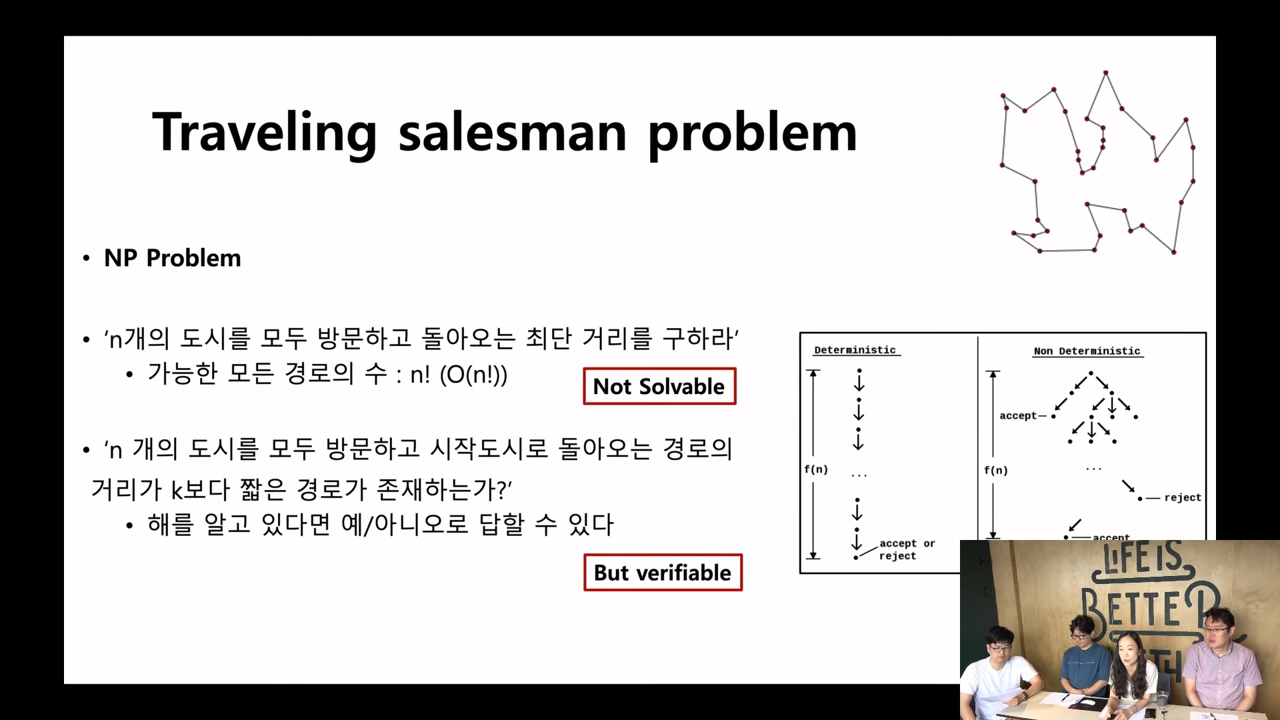 Traveling salesman problem
• NP Problem
• ‘n개의 도시를 모두 방문하고 돌아오는 최단 거리를 구하라’
• 가능한 모든 경로의 수 : n! (O(n!))
Not Solvable
• ‘n 개의 도시를 모두 방문하고 시작도시로 돌아오는 경로의
거리가 k보다 짧은 경로가 존재하는가?’
• 해를 알고 있다면 예/아니오로 답할 수 있다
But verifiable
Deterministic
f(n)
...
accept or
reject
Non Deterministic
accept
f(n)
...
reject
accept
LIFE IS
BETTER